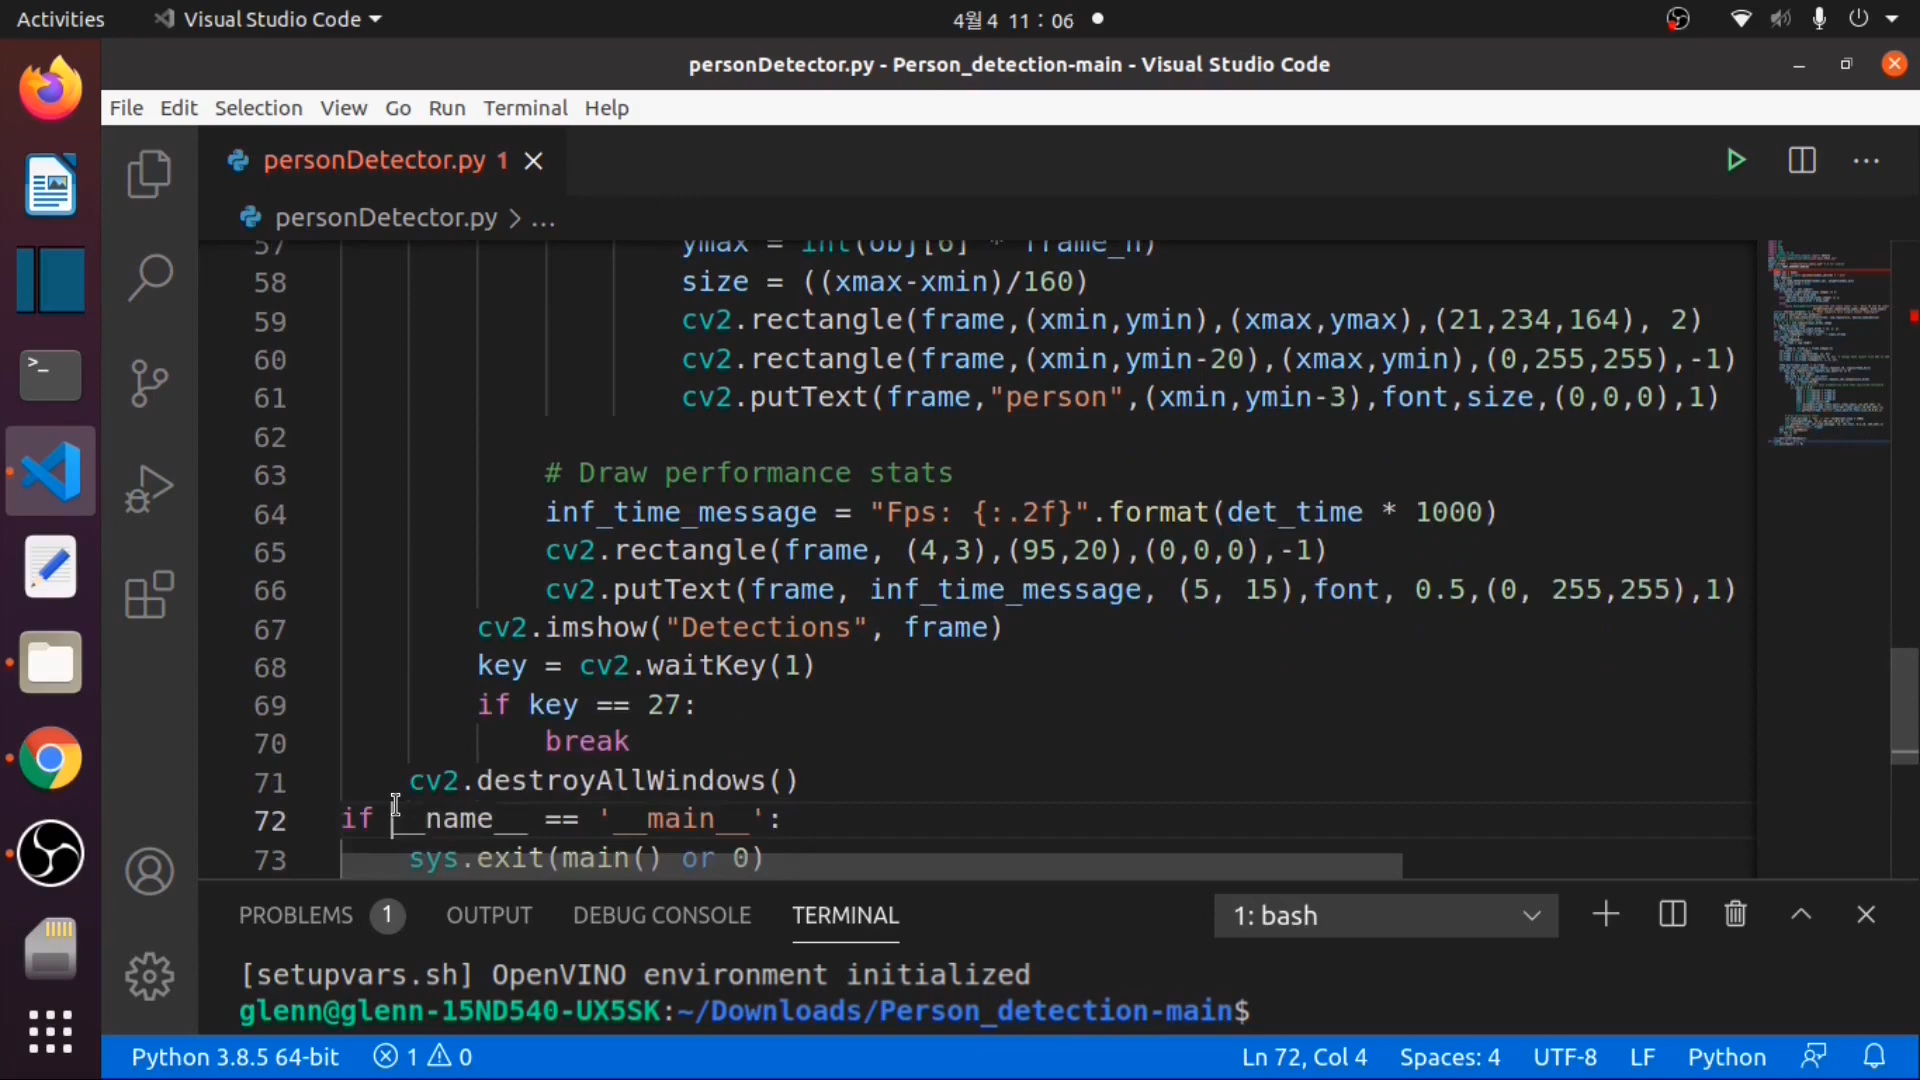 Activities
Visual Studio Code
4월 4 11 : 06
personDetector.py - Person_detection-main - Visual Studio Code
File Edit Selection View Go Run Terminal Help
personDetector.py 1
personDetector.py > ...
57 ymax = int(obj[6] * frame_h)
58 size = ((xmax-xmin)/160)
59 cv2.rectangle(frame,(xmin,ymin),(xmax,ymax),(21,234,164), 2)
60 cv2.rectangle(frame,(xmin,ymin-20),(xmax,ymin),(0,255,255),-1)
61 cv2.putText(frame,"person",(xmin,ymin-3),font,size,(0,0,0),1)
62
63 # Draw performance stats
64 inf_time_message = "Fps: {:.2f}".format(det_time * 1000)
65 cv2.rectangle(frame, (4,3),(95,20),(0,0,0),-1)
66 cv2.putText(frame, inf_time_message, (5, 15),font, 0.5,(0, 255,255),1)
67 cv2.imshow("Detections", frame)
68 key = cv2.waitKey(1)
69 if key == 27:
70 break
71 cv2.destroyAllWindows()
72 if __name__ == '__main__':
73 sys.exit(main() or 0)
PROBLEMS 1 OUTPUT DEBUG CONSOLE TERMINAL 1: bash
[setupvars.sh] OpenVINO environment initialized
glenn@glenn-15ND540-UX5SK:~/Downloads/Person_detection-main$
Python 3.8.5 64-bit 1 0 Ln 72, Col 4 Spaces: 4 UTF-8 LF Python